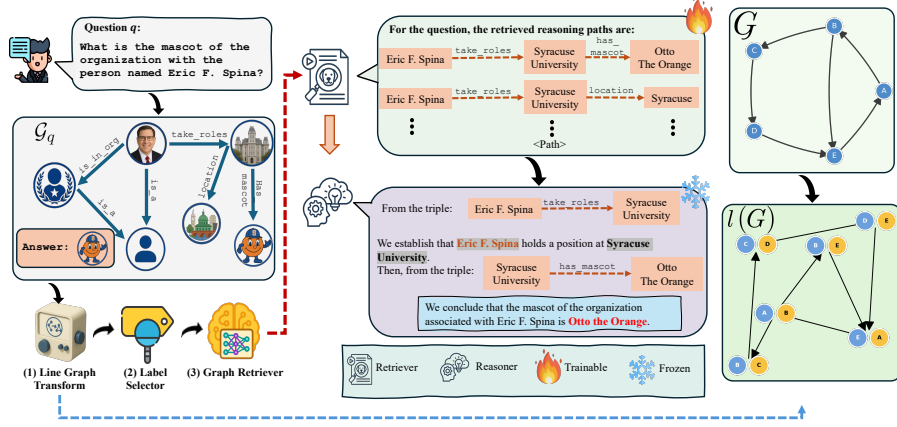 Question q:
What is the mascot of the
organization with the
person named Eric F. Spina?
G_q
take_roles
is_in_org
is_a
is_a
location
Has
mascot
Answer:
(1) Line Graph
Transform
(2) Label
Selector
(3) Graph Retriever
For the question, the retrieved reasoning paths are:
Eric F. Spina
take_roles
Syracuse
University
has_
mascot
Otto
The Orange
Eric F. Spina
take_roles
Syracuse
University
location
Syracuse
<Path>
From the triple:
Eric F. Spina
take_roles
Syracuse
University
We establish that Eric F. Spina holds a position at Syracuse
University.
Then, from the triple:
Syracuse
University
has_mascot
Otto
The Orange
We conclude that the mascot of the organization
associated with Eric F. Spina is Otto the Orange.
Retriever
Reasoner
Trainable
Frozen
G
B
C
A
D
E
l (G)
D E
C D
B E
A B
E A
B C